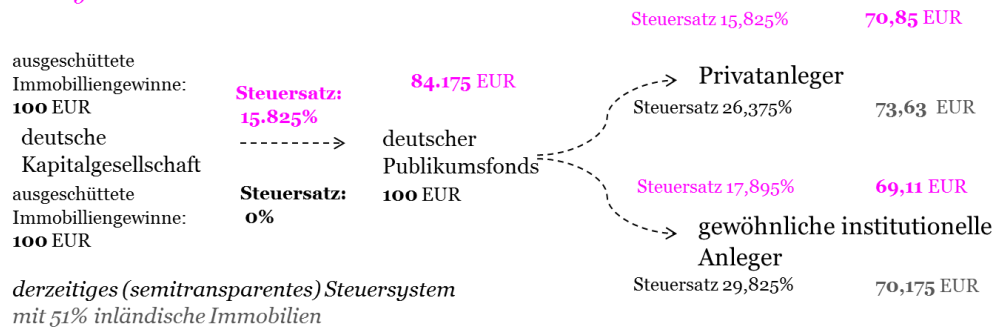 Steuersatz 15,825% 70,85 EUR
ausgeschüttete
Immobilliengewinne:
100 EUR
Steuersatz:
15.825%
84.175 EUR
Privatanleger
Steuersatz 26,375% 73,63 EUR
deutsche
Kapitalgesellschaft
deutscher
Publikumsfonds
100 EUR
ausgeschüttete
Immobilliengewinne:
100 EUR
Steuersatz:
0%
Steuersatz 17,895% 69,11 EUR
gewöhnliche institutionelle
Anleger
Steuersatz 29,825% 70,175 EUR
derzeitiges (semitransparentes) Steuersystem
mit 51% inländische Immobilien